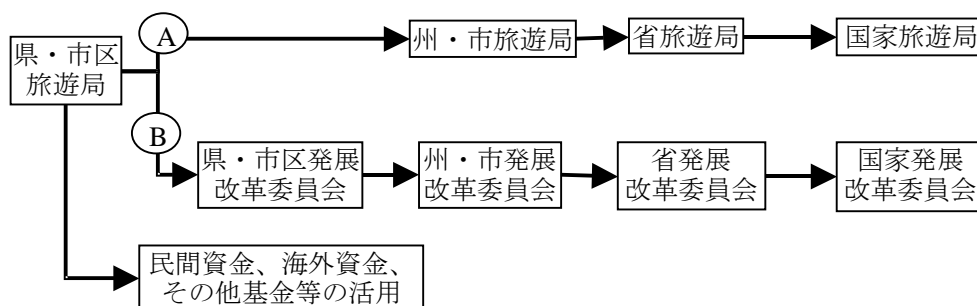 A
州・市旅遊局
省旅遊局
国家旅遊局
県・市区
旅遊局
B
県・市区発展
改革委員会
州・市発展
改革委員会
省発展
改革委員会
国家発展
改革委員会
民間資金、海外資金、
その他基金等の活用